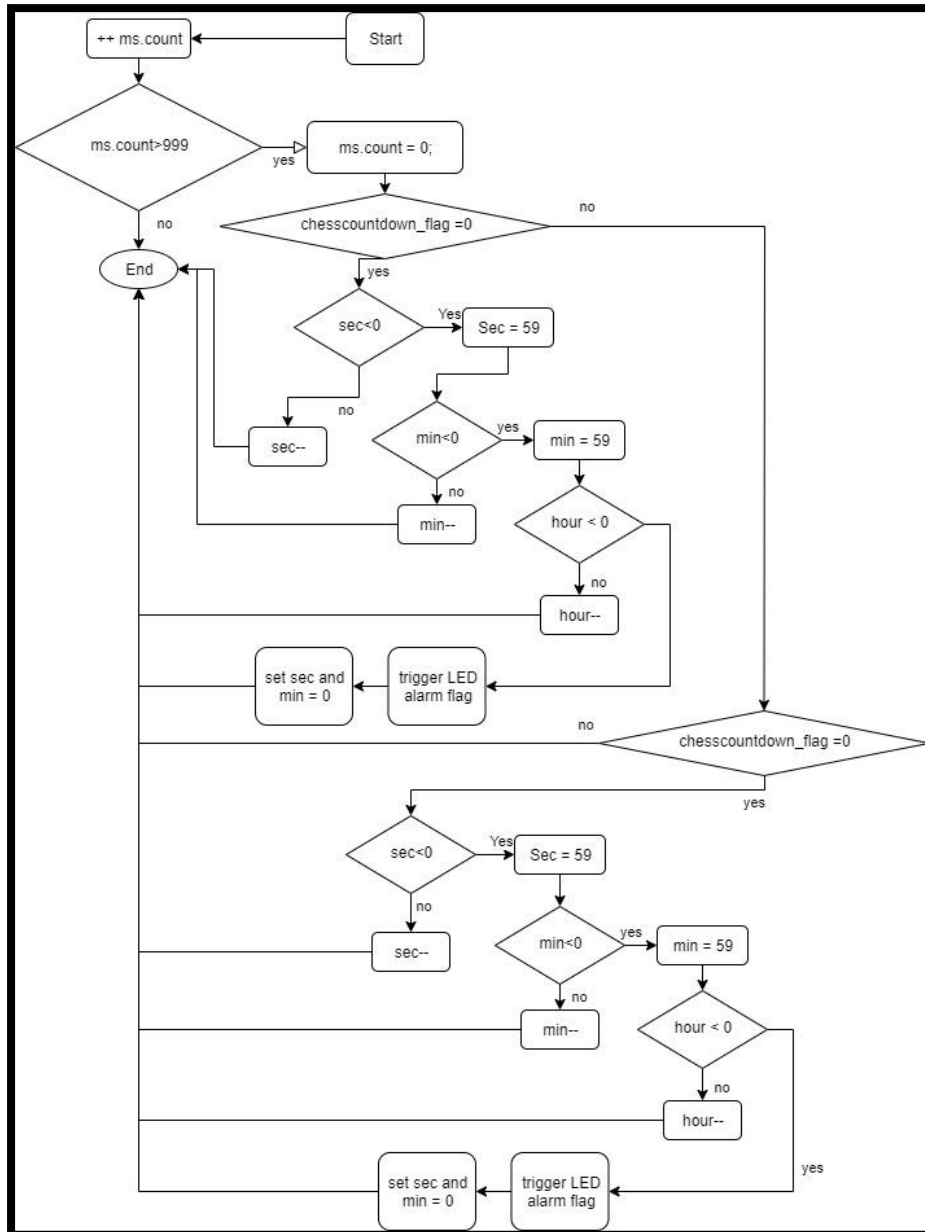 ++ ms.count
Start
ms.count>999
yes
ms.count = 0;
no
no
chesscountdown_flag =0
End
yes
sec<0
Yes
Sec = 59
no
sec--
min<0
yes
min = 59
no
min--
hour < 0
no
hour--
set sec and
min = 0
trigger LED
alarm flag
no
chesscountdown_flag =0
yes
sec<0
Yes
Sec = 59
no
sec--
min<0
yes
min = 59
no
min--
hour < 0
no
hour--
yes
set sec and
min = 0
trigger LED
alarm flag